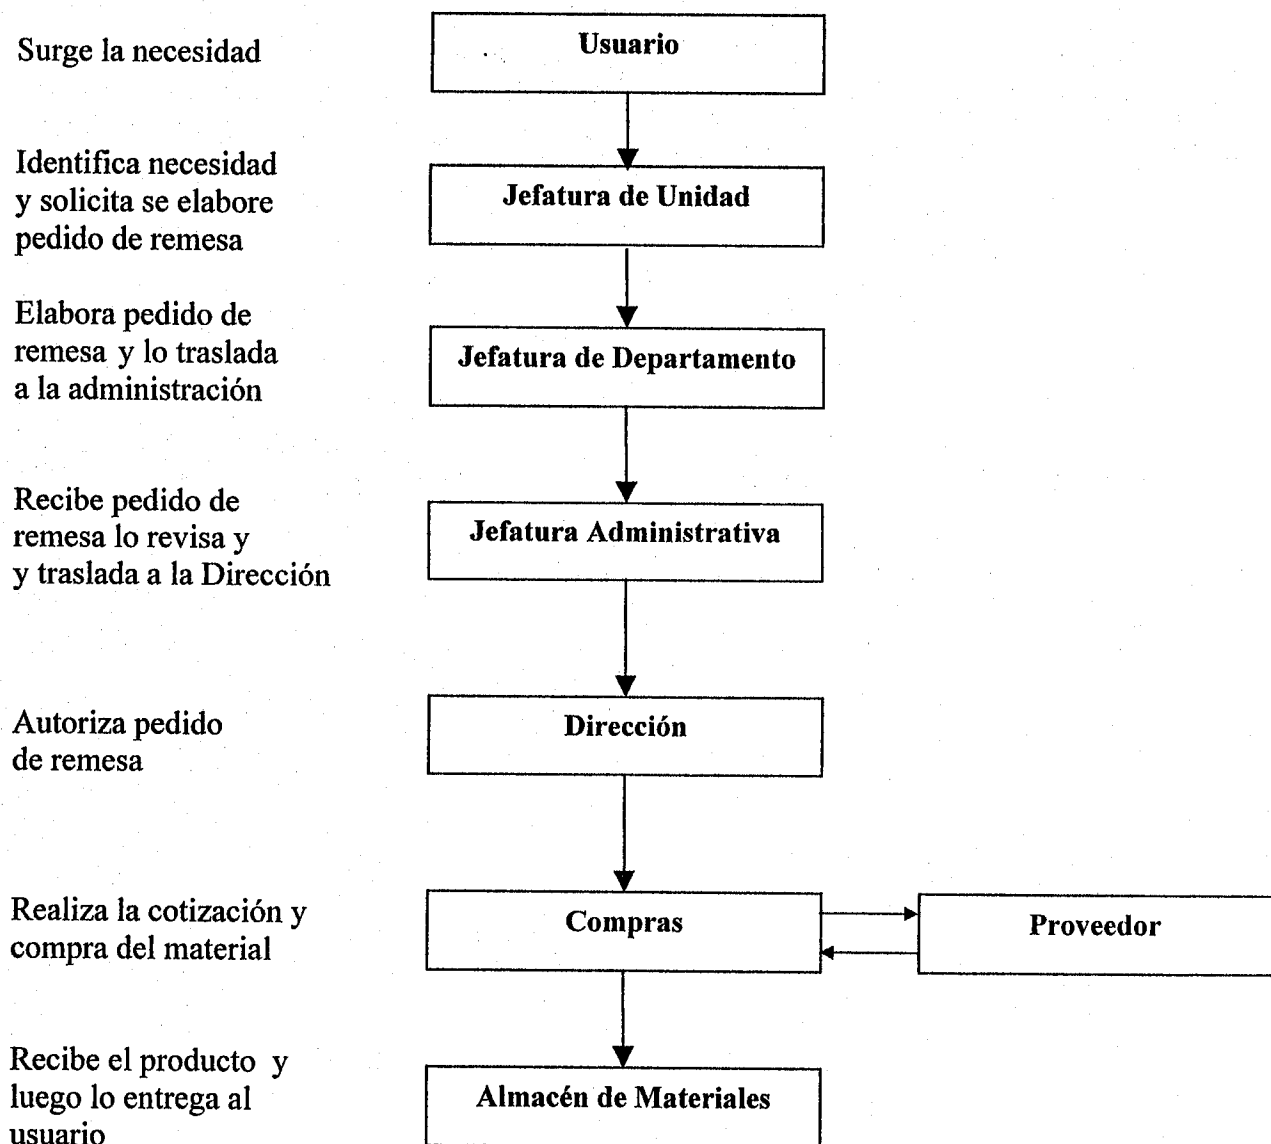 Surge la necesidad
Usuario
Identifica necesidad
y solicita se elabore
pedido de remesa
Jefatura de Unidad
Elabora pedido de
remesa y lo traslada
a la administración
Jefatura de Departamento
Recibe pedido de
remesa lo revisa y
y traslada a la Dirección
Jefatura Administrativa
Autoriza pedido
de remesa
Dirección
Realiza la cotización y
compra del material
Compras
Proveedor
Recibe el producto y
luego lo entrega al
usuario
Almacén de Materiales